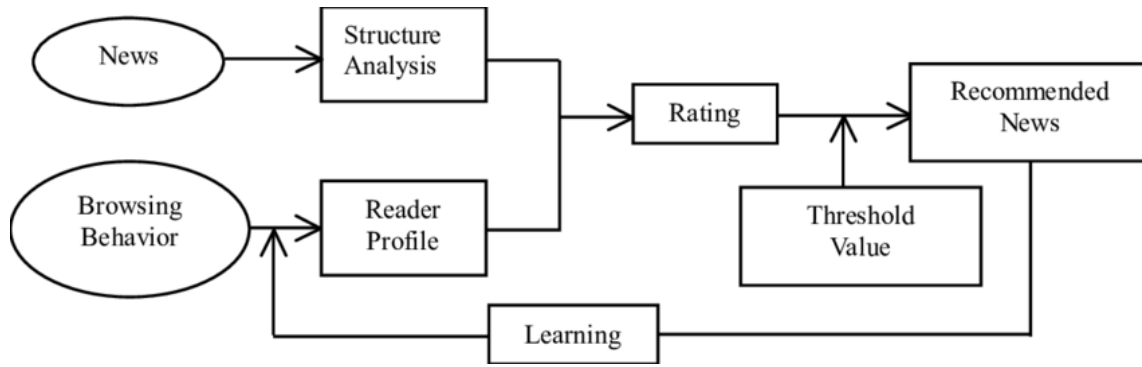 News
Structure
Analysis
Rating
Recommended
News
Browsing
Behavior
Reader
Profile
Threshold
Value
Learning